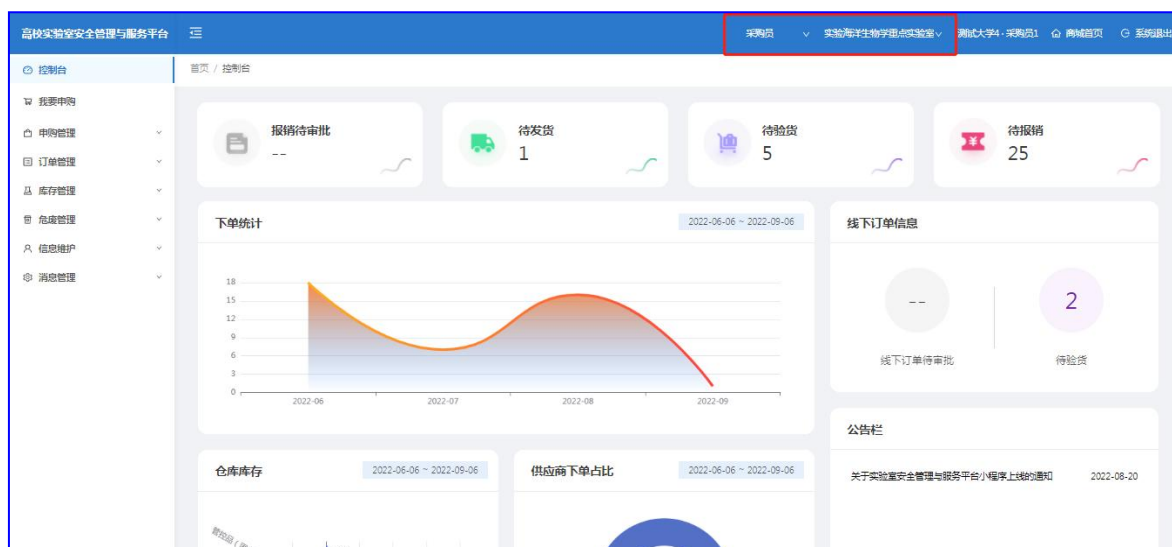 高校实验室安全管理与服务平台
采购员
实验海洋生物学重点实验室
测试大学4 · 采购员1
商城首页
系统退出
控制台
我要申购
申购管理
订单管理
库存管理
危废管理
信息维护
消息管理
首页 / 控制台
报销待审批
--
待发货
1
待验货
5
待报销
25
下单统计
2022-06-06 ~ 2022-09-06
18
15
12
9
6
3
0
2022-06
2022-07
2022-08
2022-09
线下订单信息
--
线下订单待审批
2
待验货
仓库库存
2022-06-06 ~ 2022-09-06
供应商下单占比
2022-06-06 ~ 2022-09-06
公告栏
关于实验室安全管理与服务平台小程序上线的通知
2022-08-20